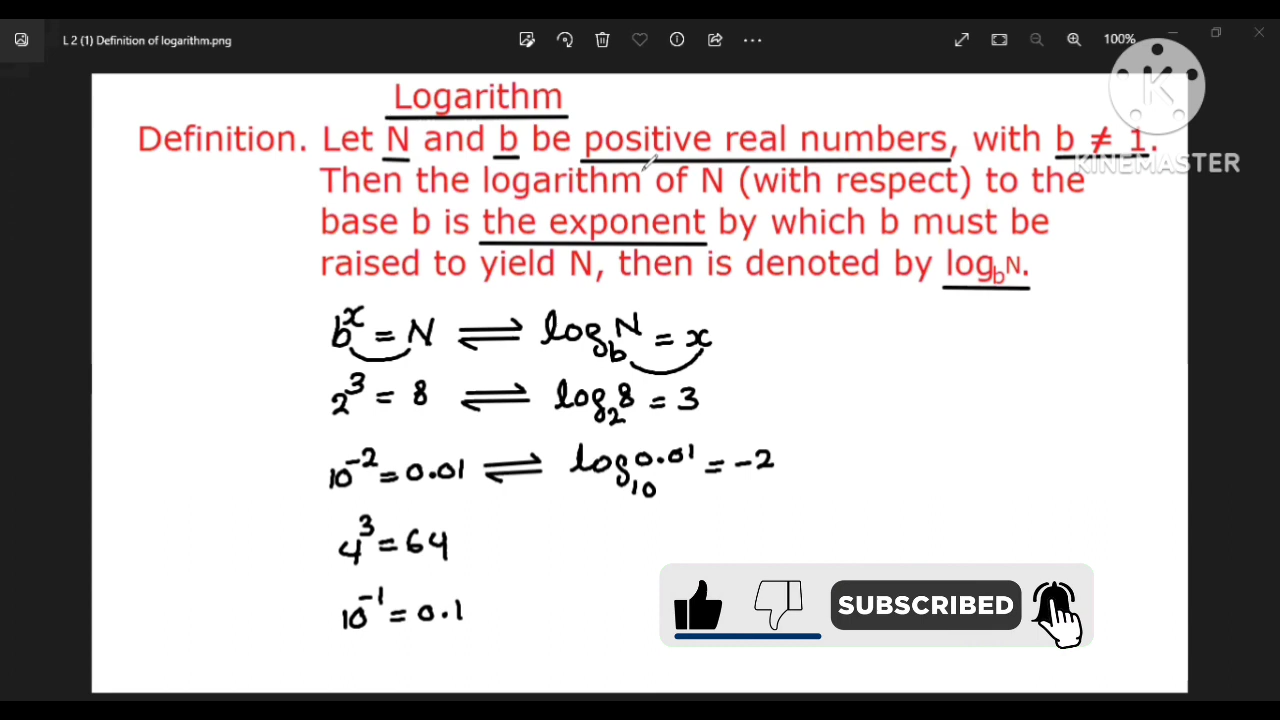 L 2 (1) Definition of logarithm.png
100%
K
KINEMASTER
Logarithm
Definition. Let N and b be positive real numbers, with b ≠ 1.
Then the logarithm of N (with respect) to the
base b is the exponent by which b must be
raised to yield N, then is denoted by log_b N.
b^x = N ⇌ log_b N = x
2^3 = 8 ⇌ log_2 8 = 3
10^-2 = 0.01 ⇌ log_10 0.01 = -2
4^3 = 64
10^-1 = 0.1
SUBSCRIBED